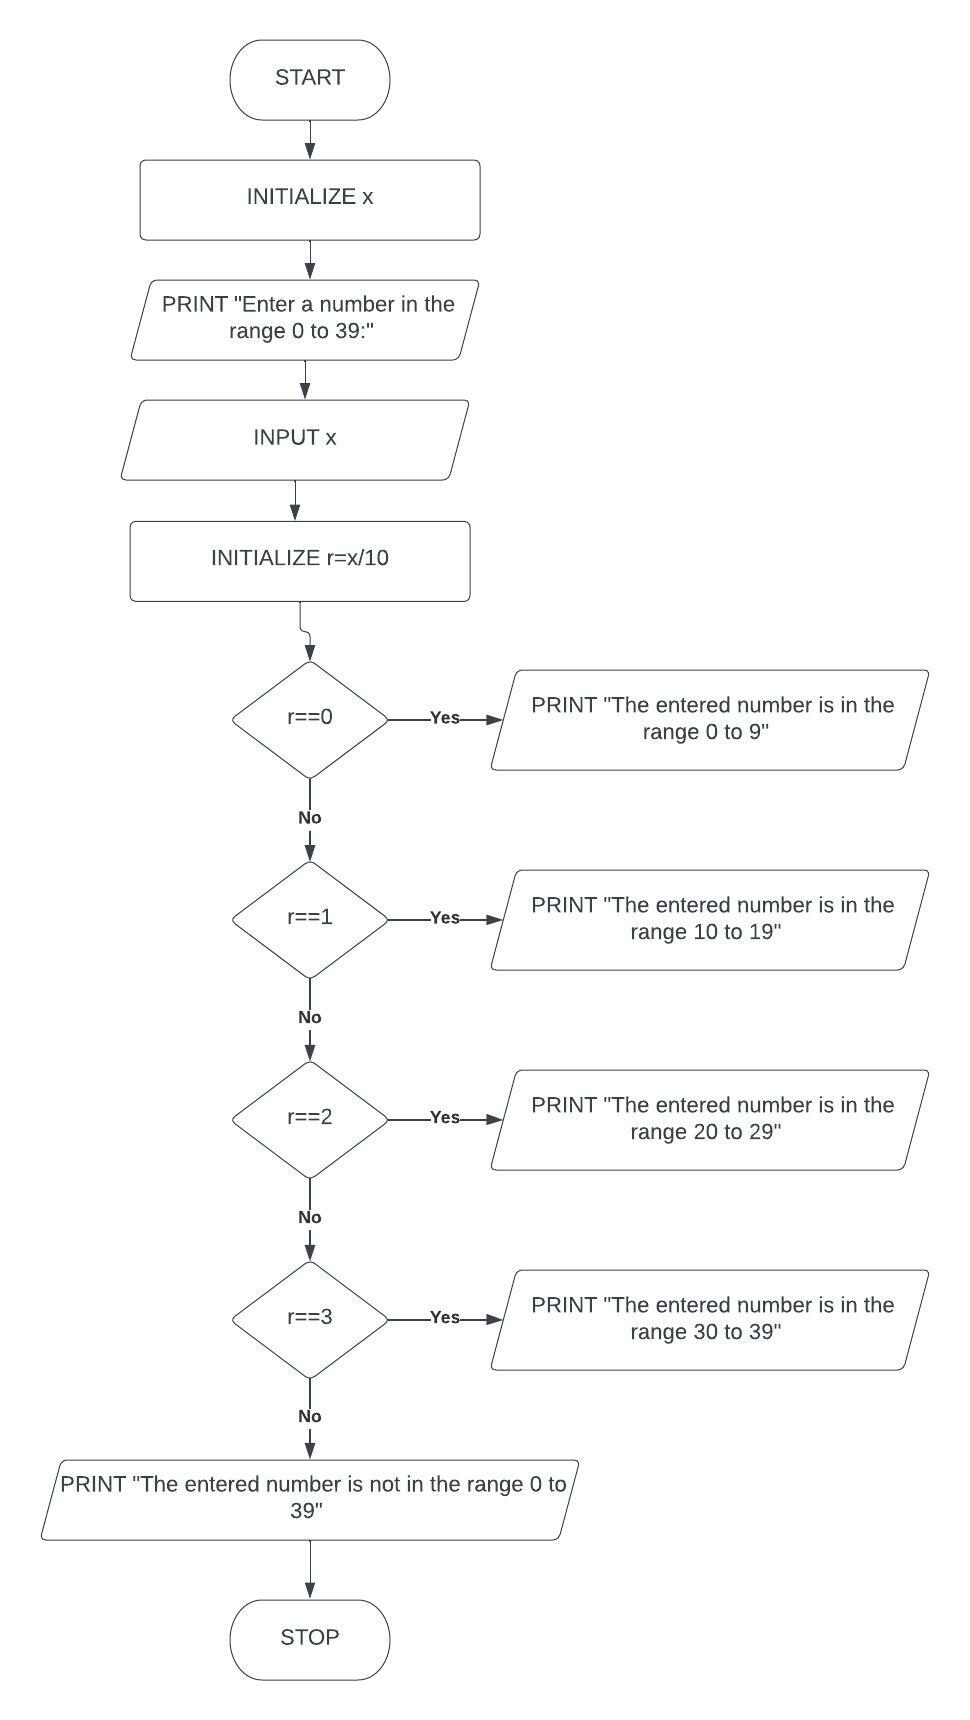 START
INITIALIZE x
PRINT "Enter a number in the
range 0 to 39:"
INPUT x
INITIALIZE r=x/10
r==0
Yes
PRINT "The entered number is in the
range 0 to 9"
No
r==1
Yes
PRINT "The entered number is in the
range 10 to 19"
No
r==2
Yes
PRINT "The entered number is in the
range 20 to 29"
No
r==3
Yes
PRINT "The entered number is in the
range 30 to 39"
No
PRINT "The entered number is not in the range 0 to
39"
STOP